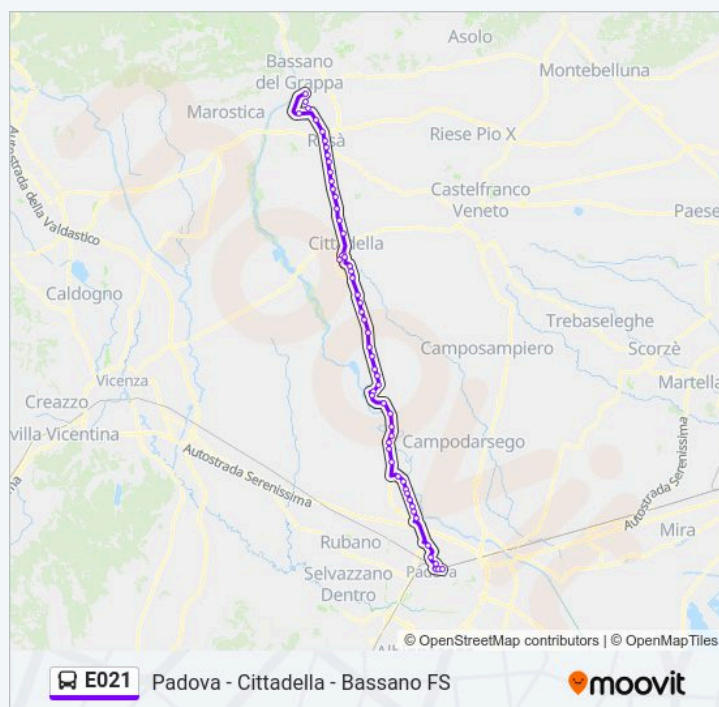 Asolo
Bassano
del Grappa
Montebelluna
Marostica
Rosà
Riese Pio X
Autostrada della Valdastico
Castelfranco
Veneto
Paese
Cittadella
Caldogno
Trebaseleghe
Camposampiero
Scorzè
Vicenza
Martella
Creazzo
villa Vicentina
Campodarsego
Autostrada Serenissima
Autostrada Serenissima
Mira
Rubano
Padova
Selvazzano
Dentro
© OpenStreetMap contributors | © OpenMapTiles
E021 Padova - Cittadella - Bassano FS
moovit